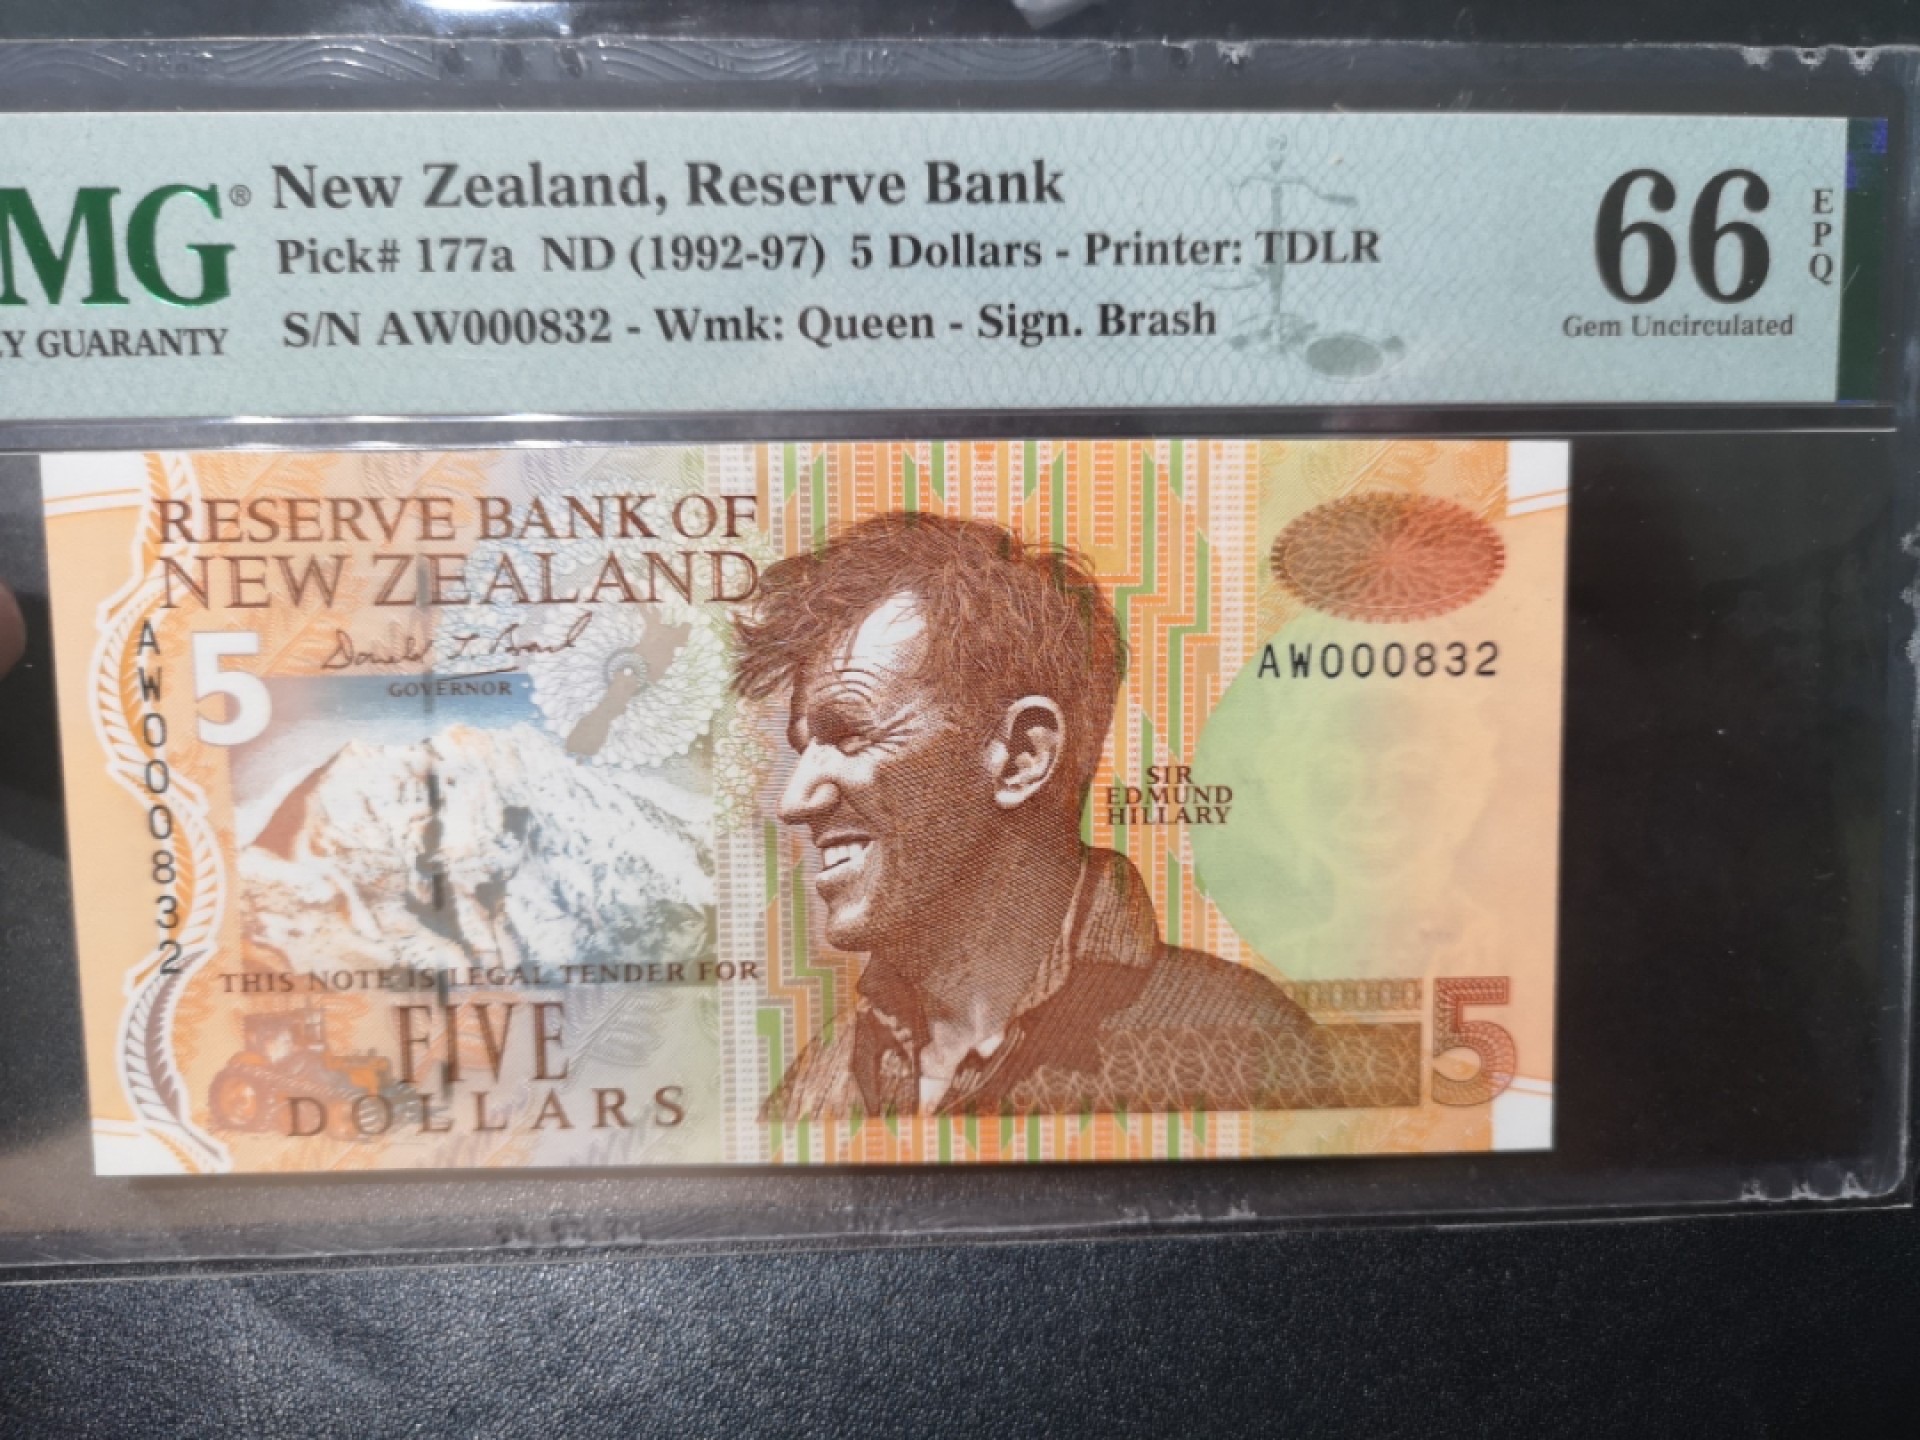 MG®
Y GUARANTY
New Zealand, Reserve Bank
Pick# 177a ND (1992-97) 5 Dollars - Printer: TDLR
S/N AW000832 - Wmk: Queen - Sign. Brash
66
EPQ
Gem Uncirculated
RESERVE BANK OF
NEW ZEALAND
AW000832
5
Donald T. Brash
GOVERNOR
AW000832
SIR
EDMUND
HILLARY
THIS NOTE IS LEGAL TENDER FOR
FIVE
DOLLARS
5